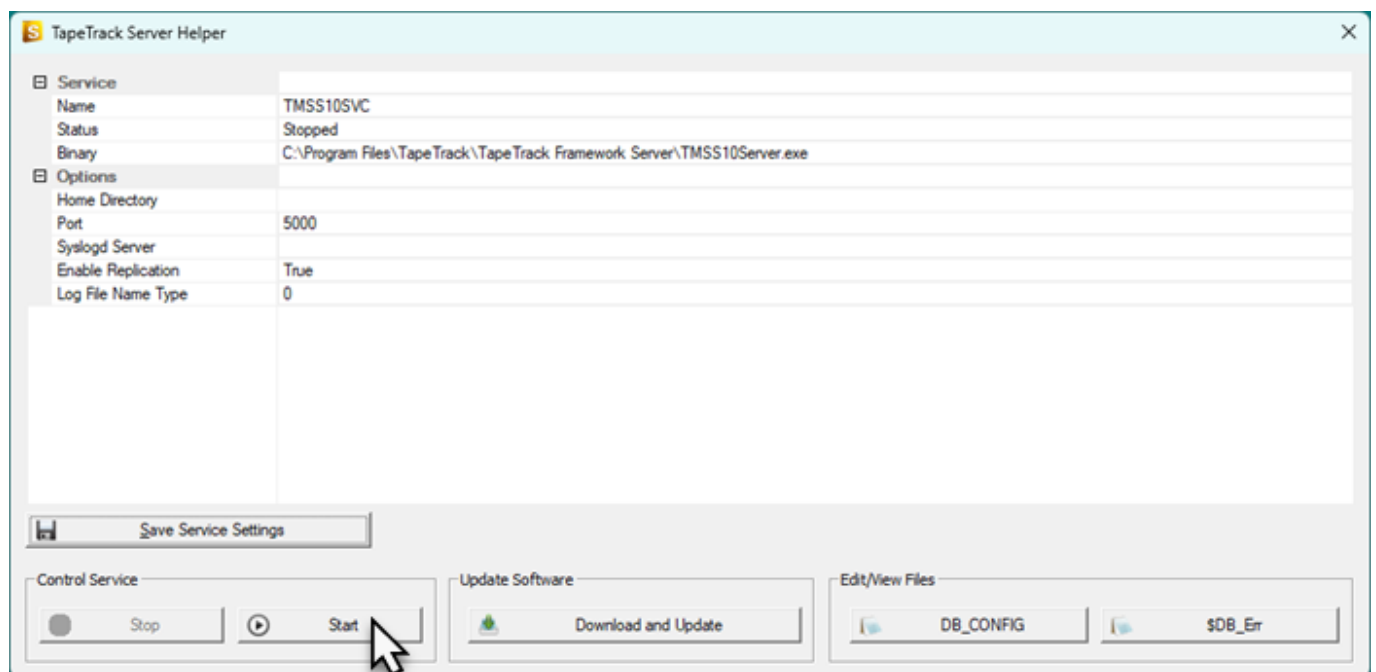 TapeTrack Server Helper
Service
Name TMSS10SVC
Status Stopped
Binary C:\Program Files\TapeTrack\TapeTrack Framework Server\TMSS10Server.exe
Options
Home Directory
Port 5000
Syslogd Server
Enable Replication True
Log File Name Type 0
Save Service Settings
Control Service Update Software Edit/View Files
Stop Start Download and Update DB_CONFIG $DB_Err